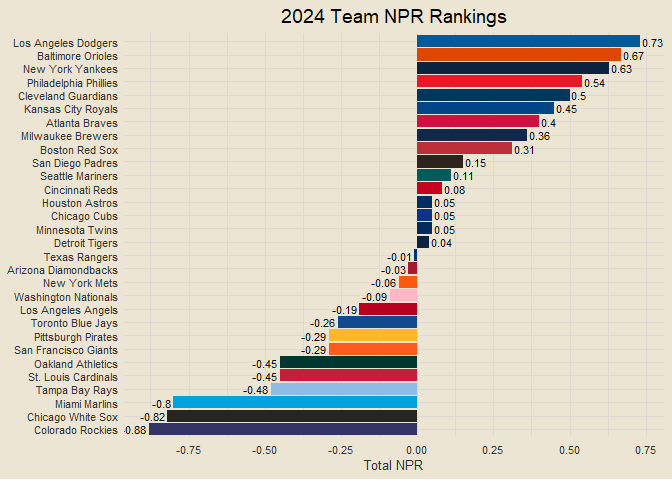 2024 Team NPR Rankings
Los Angeles Dodgers 0.73
Baltimore Orioles 0.67
New York Yankees 0.63
Philadelphia Phillies 0.54
Cleveland Guardians 0.5
Kansas City Royals 0.45
Atlanta Braves 0.4
Milwaukee Brewers 0.36
Boston Red Sox 0.31
San Diego Padres 0.15
Seattle Mariners 0.11
Cincinnati Reds 0.08
Houston Astros 0.05
Chicago Cubs 0.05
Minnesota Twins 0.05
Detroit Tigers 0.04
Texas Rangers -0.01
Arizona Diamondbacks -0.03
New York Mets -0.06
Washington Nationals -0.09
Los Angeles Angels -0.19
Toronto Blue Jays -0.26
Pittsburgh Pirates -0.29
San Francisco Giants -0.29
Oakland Athletics -0.45
St. Louis Cardinals -0.45
Tampa Bay Rays -0.48
Miami Marlins -0.8
Chicago White Sox -0.82
Colorado Rockies -0.88
-0.75 -0.50 -0.25 0.00 0.25 0.50 0.75
Total NPR